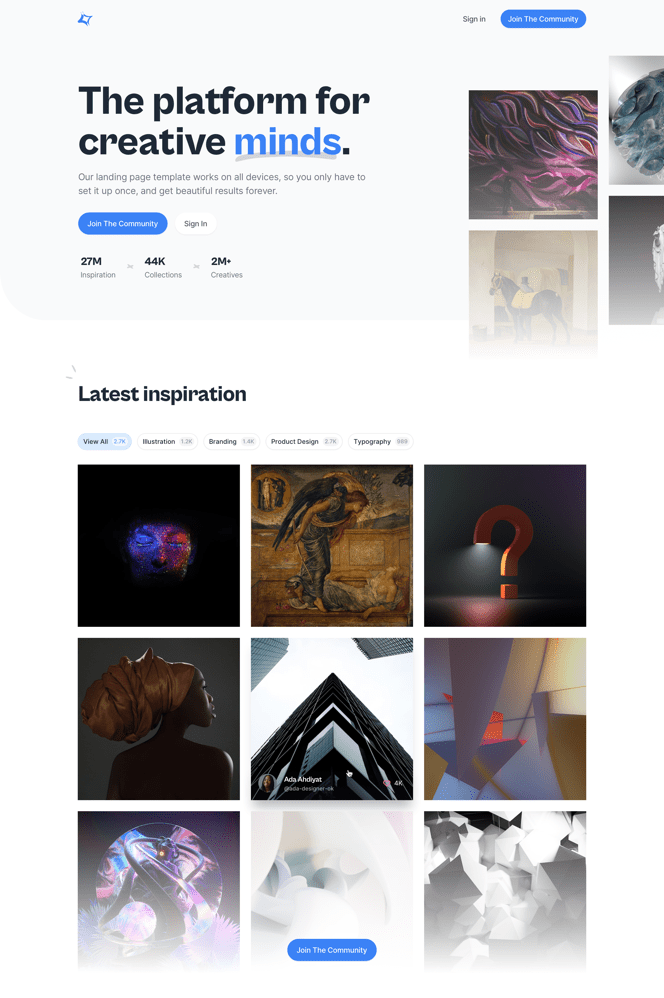 Sign in
Join The Community
The platform for
creative minds.
Our landing page template works on all devices, so you only have to
set it up once, and get beautiful results forever.
Join The Community
Sign In
27M
Inspiration
44K
Collections
2M+
Creatives
Latest inspiration
View All 2.7K
Illustration 1.2K
Branding 1.4K
Product Design 2.7K
Typography 989
Ada Ahdiyat
@ada-designer-ok
4K
Join The Community